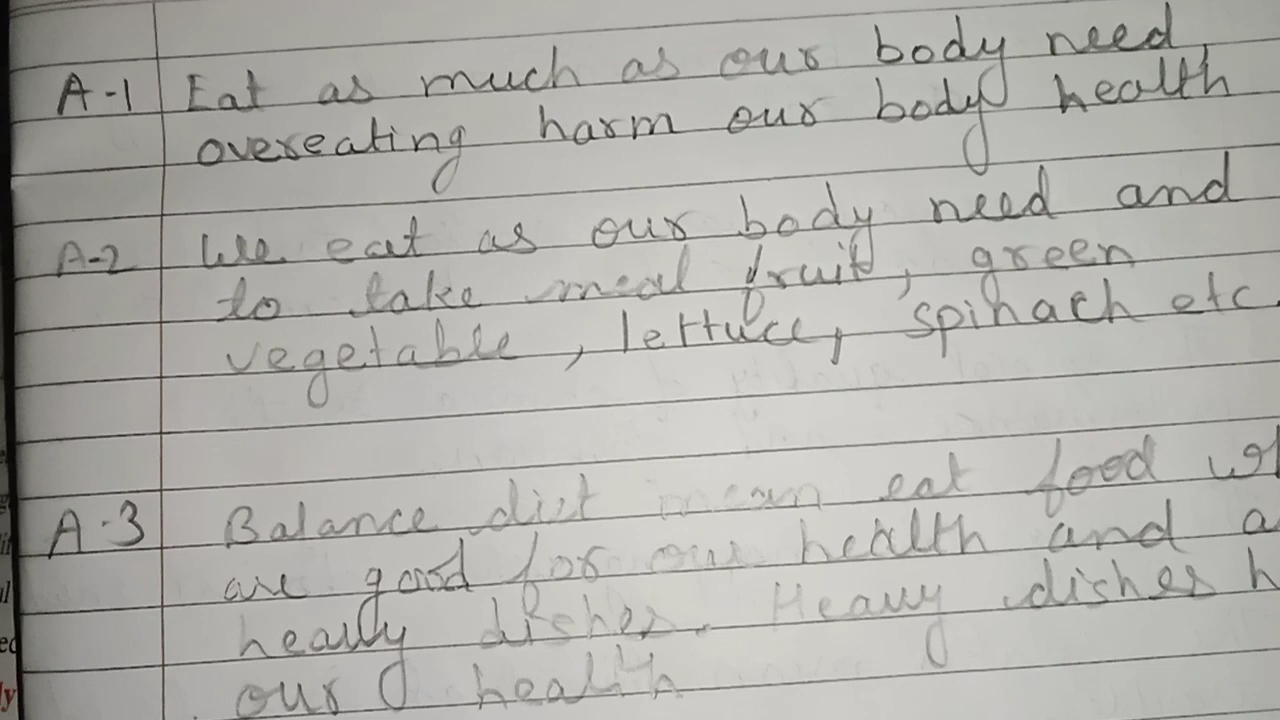 A-1 Eat as much as our body need,
overeating harm our body health
A-2 We eat as our body need and
to take meal fruit, green
vegetable, lettuce, spinach etc
A-3 Balance diet mean eat food
are good for our health and a
heavy dishes. Heavy dishes h
our health